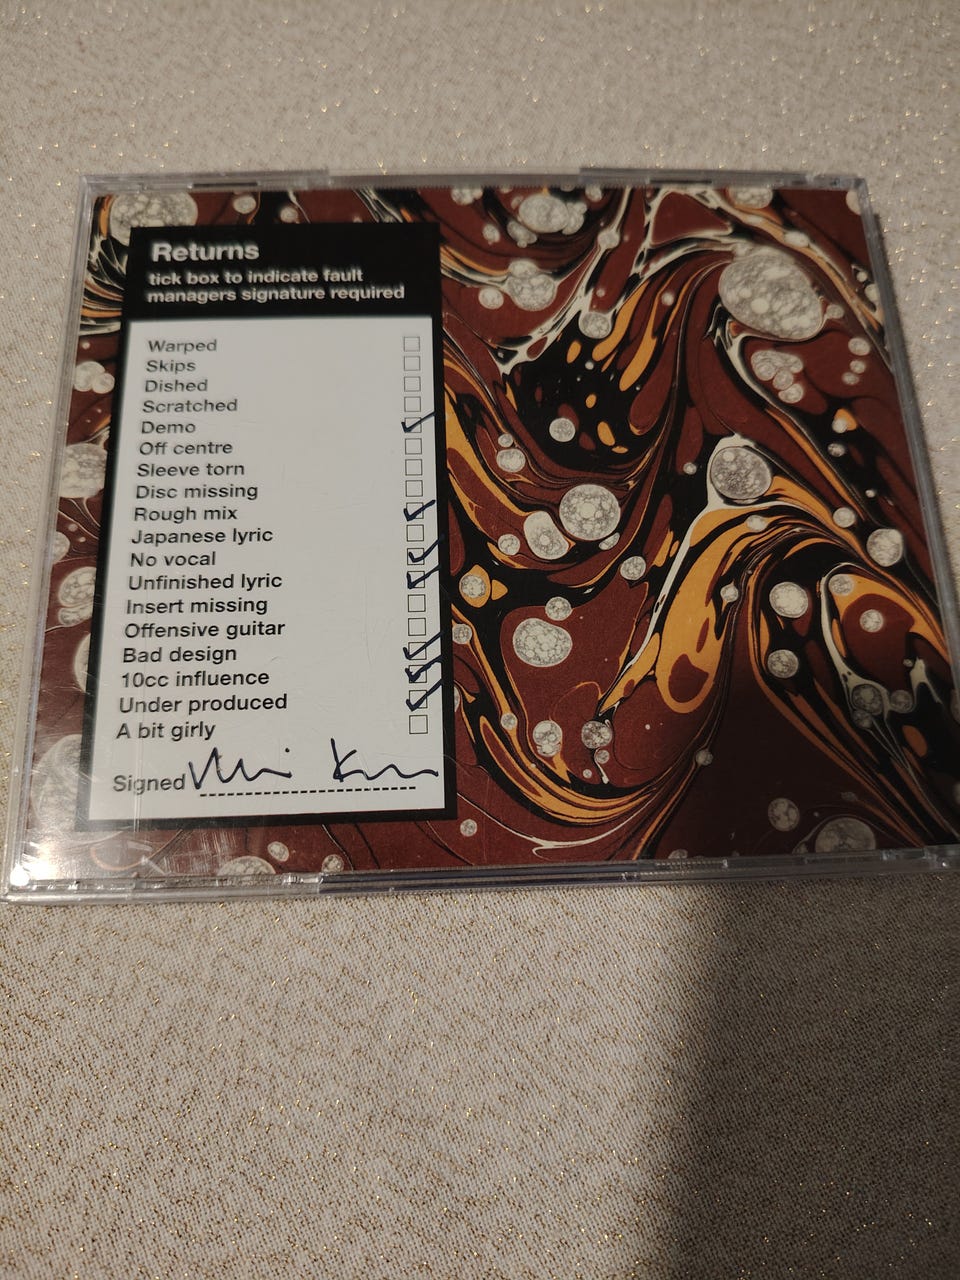 Returns
tick box to indicate fault
managers signature required
Warped
Skips
Dished
Scratched
Demo
Off centre
Sleeve torn
Disc missing
Rough mix
Japanese lyric
No vocal
Unfinished lyric
Insert missing
Offensive guitar
Bad design
10cc influence
Under produced
A bit girly
Signed